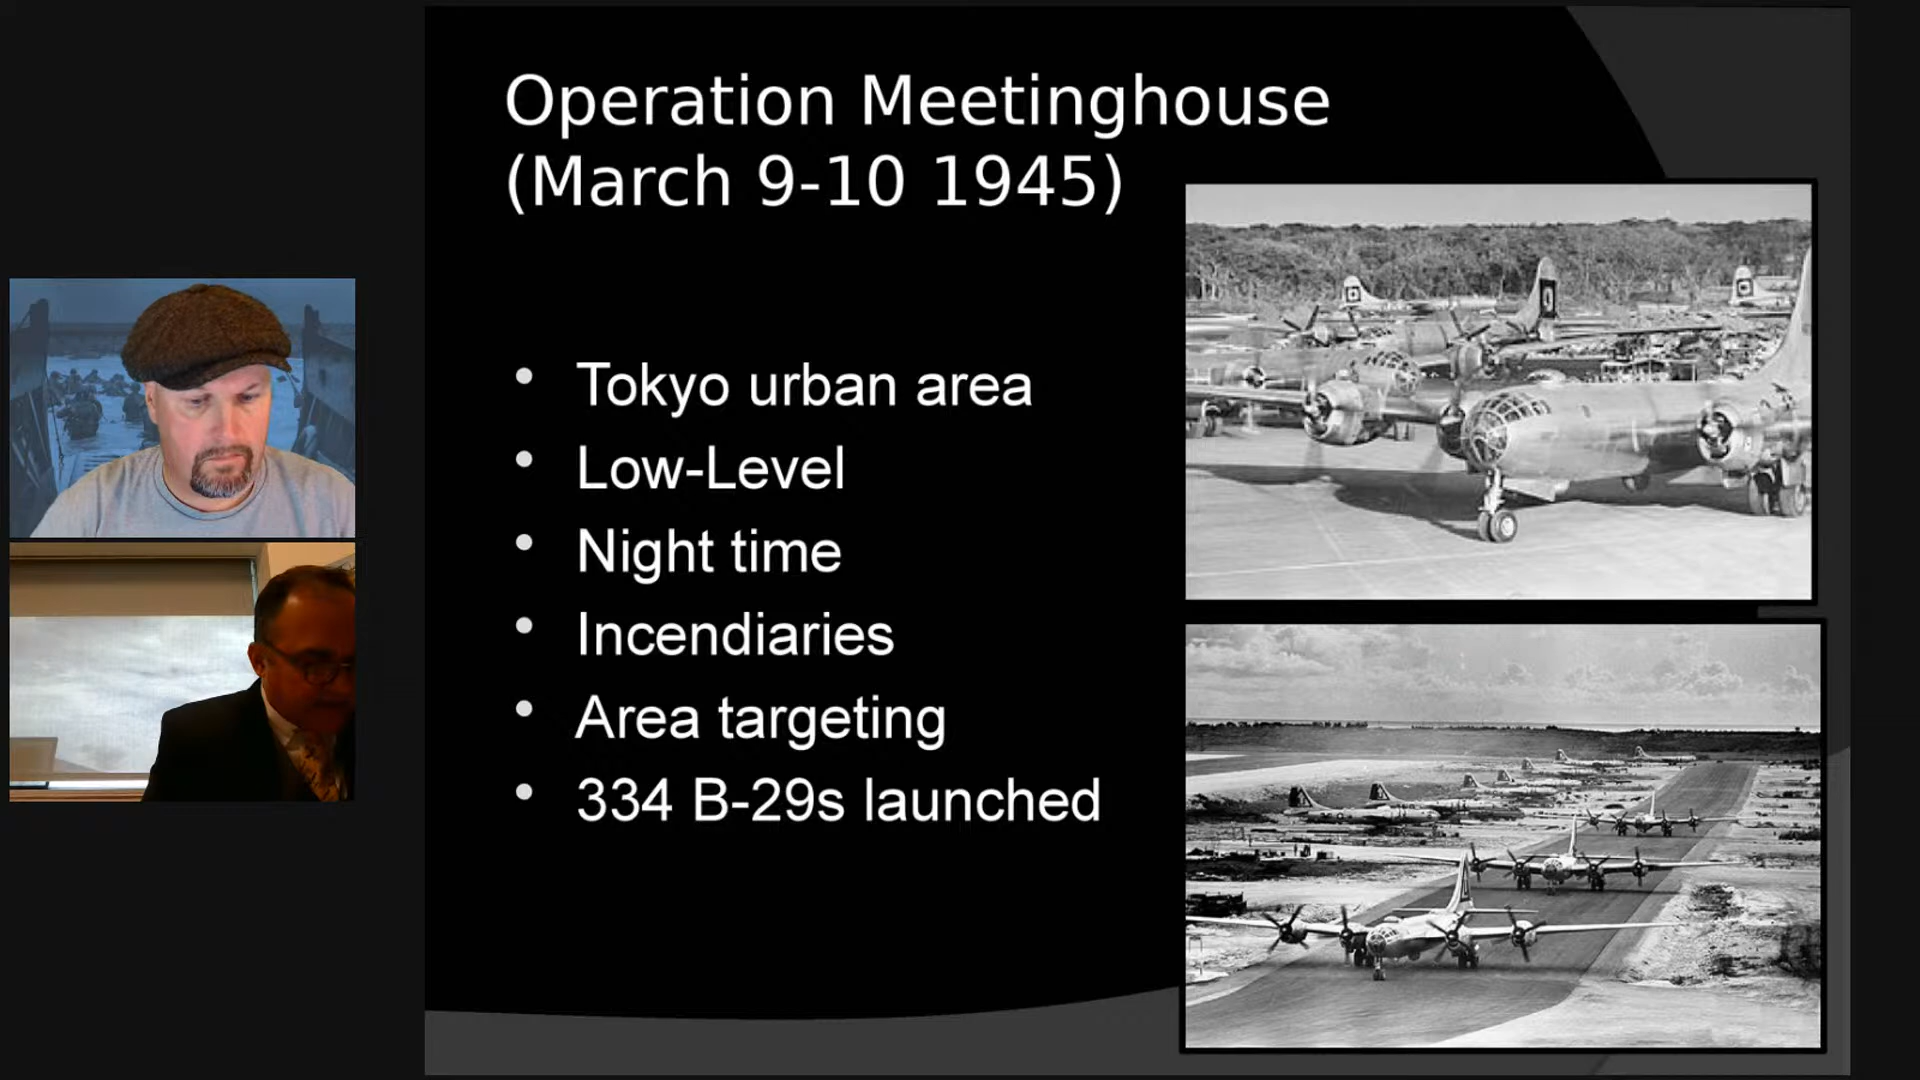 Operation Meetinghouse
(March 9-10 1945)
• Tokyo urban area
• Low-Level
• Night time
• Incendiaries
• Area targeting
• 334 B-29s launched